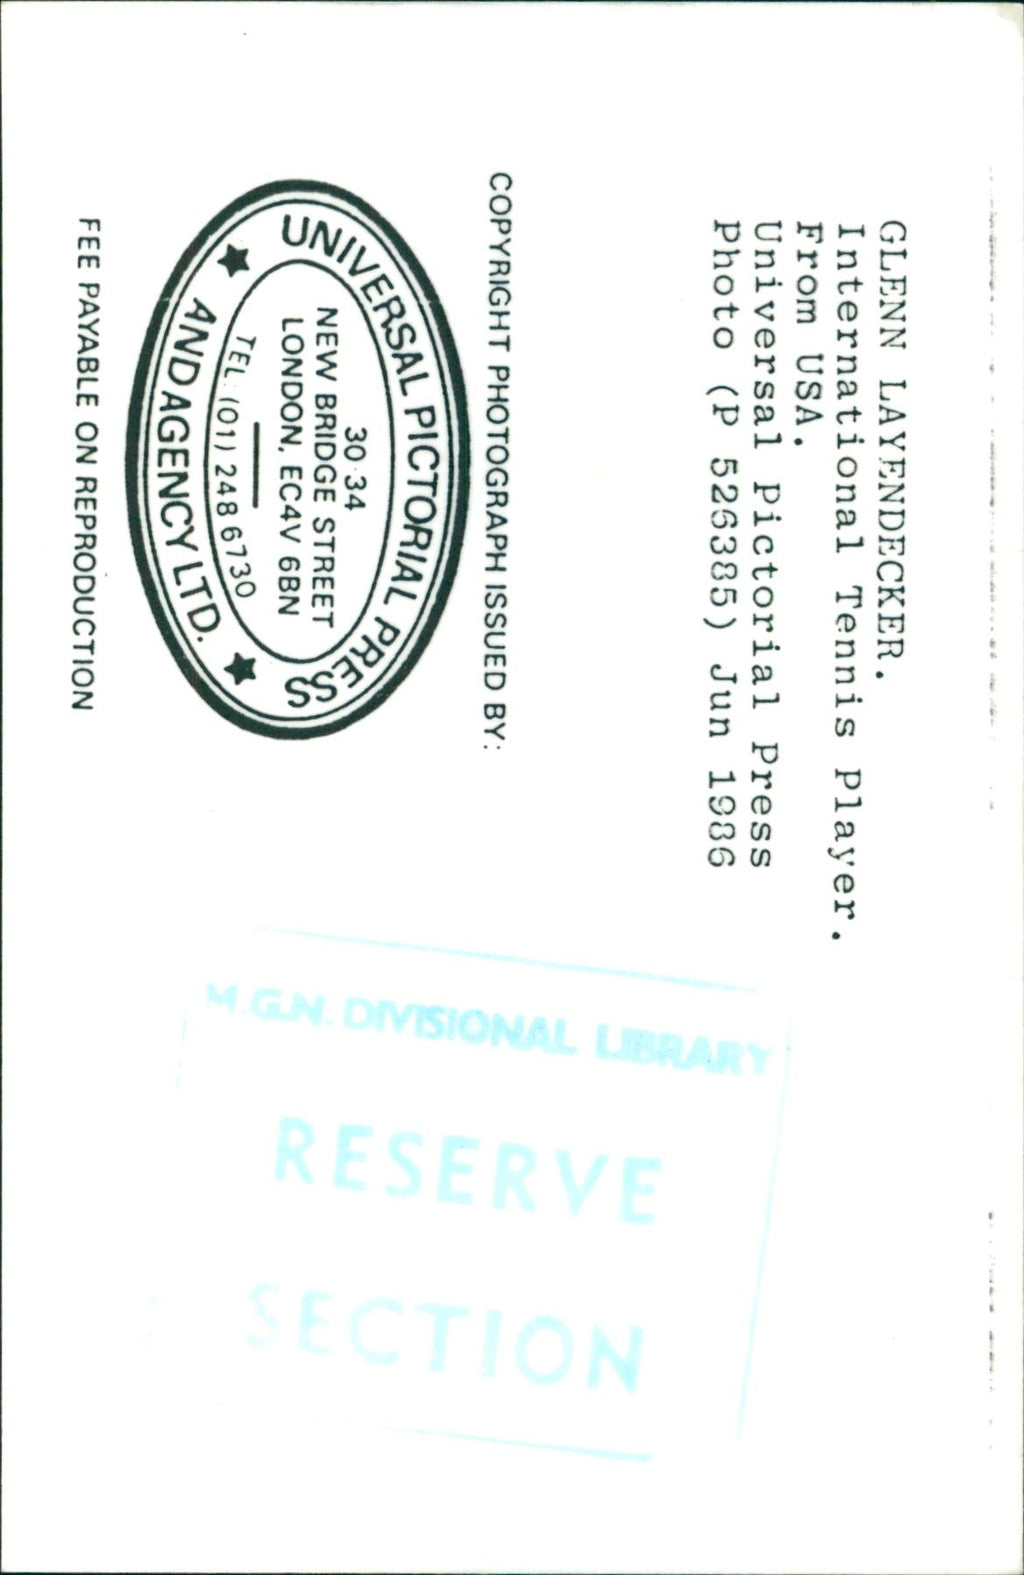 GLENN LAYENDECKER.
International Tennis Player.
From USA.
Universal Pictorial Press
Photo (P 526385) Jun 1986
COPYRIGHT PHOTOGRAPH ISSUED BY:
UNIVERSAL PICTORIAL PRESS
30-34
NEW BRIDGE STREET
LONDON, EC4V 6BN
TEL: (01) 248 6730
★ AND AGENCY LTD. ★
FEE PAYABLE ON REPRODUCTION
M.G.N. DIVISIONAL LIBRARY
RESERVE
SECTION